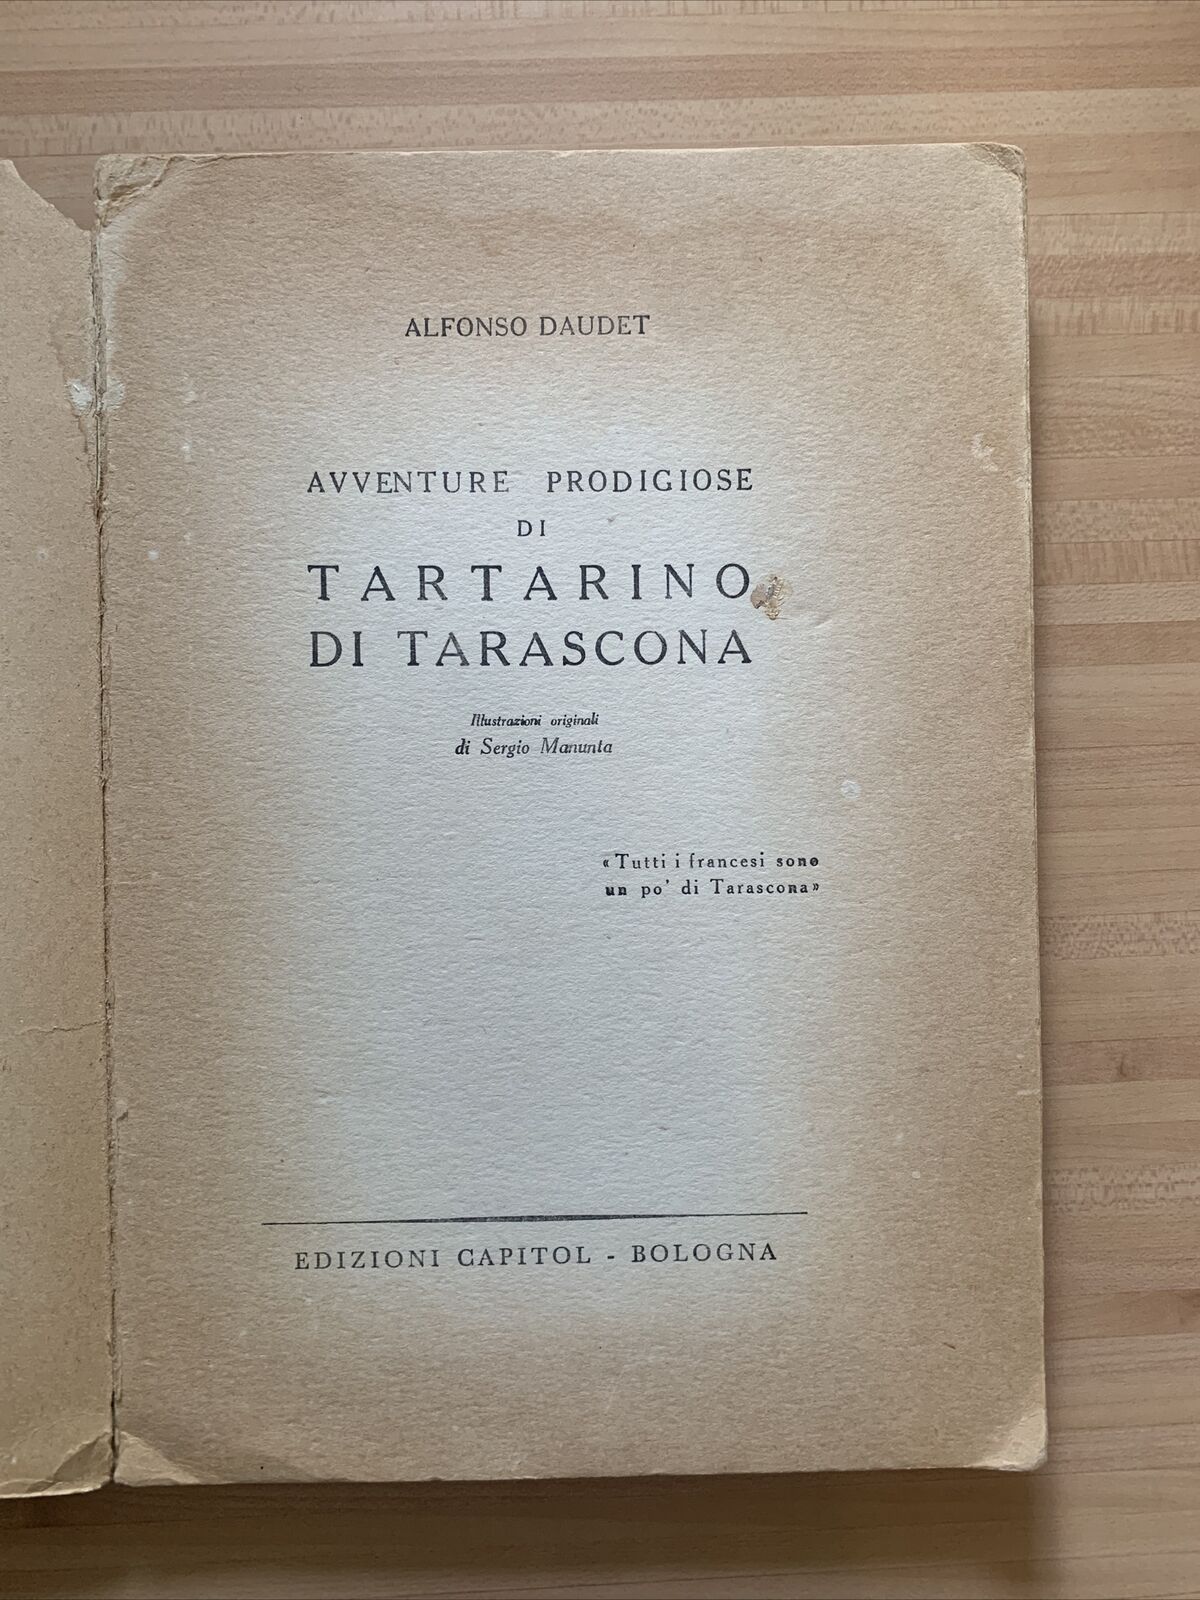 ALFONSO DAUDET
AVVENTURE PRODIGIOSE
DI
TARTARINO
DI TARASCONA
Illustrazioni originali
di Sergio Manunta
«Tutti i francesi sono
un po' di Tarascona»
EDIZIONI CAPITOL - BOLOGNA